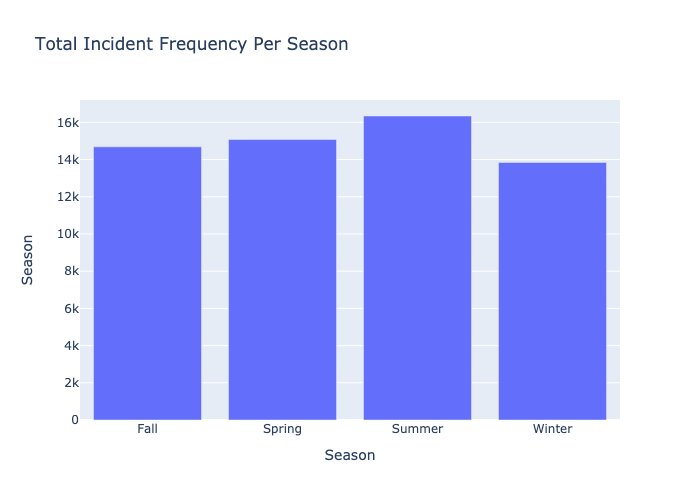 Total Incident Frequency Per Season
Season
16k
14k
12k
10k
8k
6k
4k
2k
0
Fall
Spring
Summer
Winter
Season